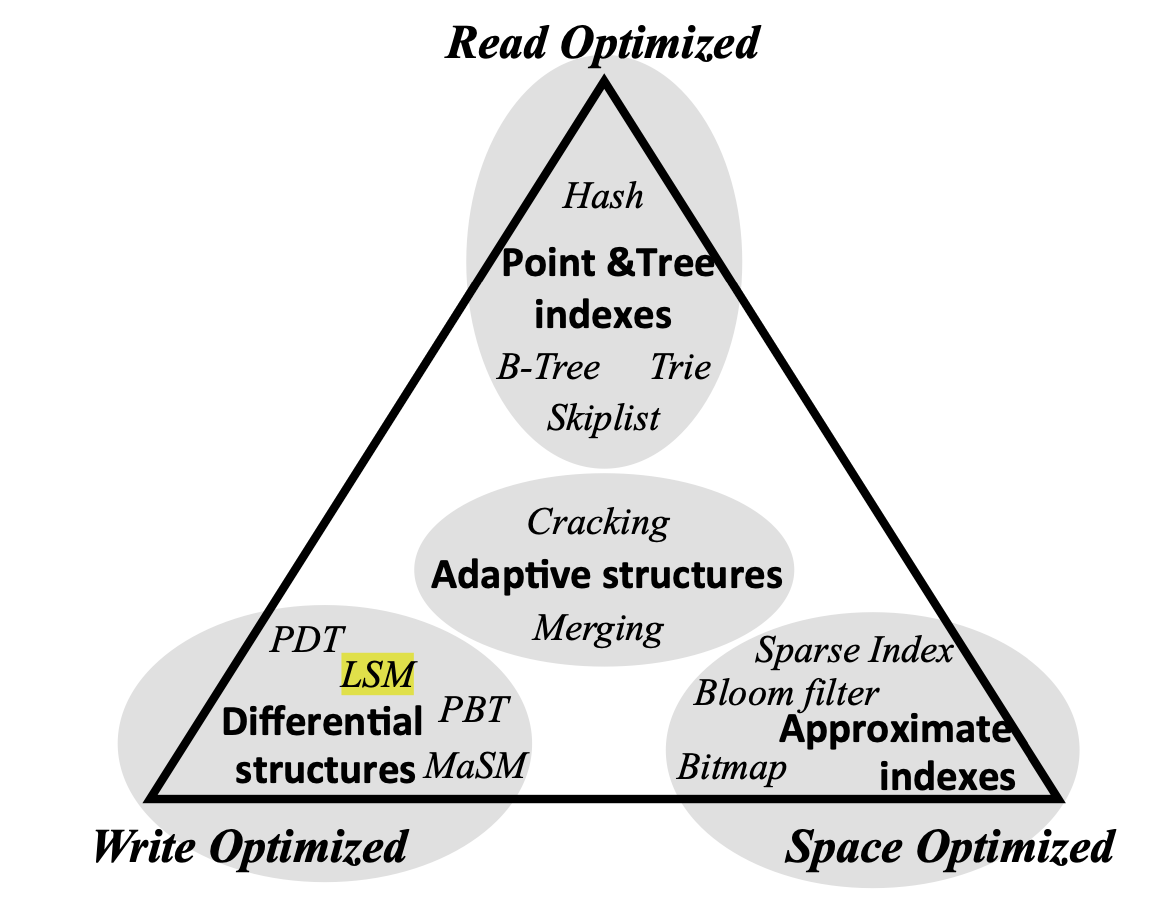 Read Optimized
Hash
Point &Tree
indexes
B-Tree Trie
Skiplist
Cracking
Adaptive structures
Merging
PDT
LSM
PBT
Differential
structures
MaSM
Sparse Index
Bloom filter
Approximate
indexes
Bitmap
Write Optimized
Space Optimized